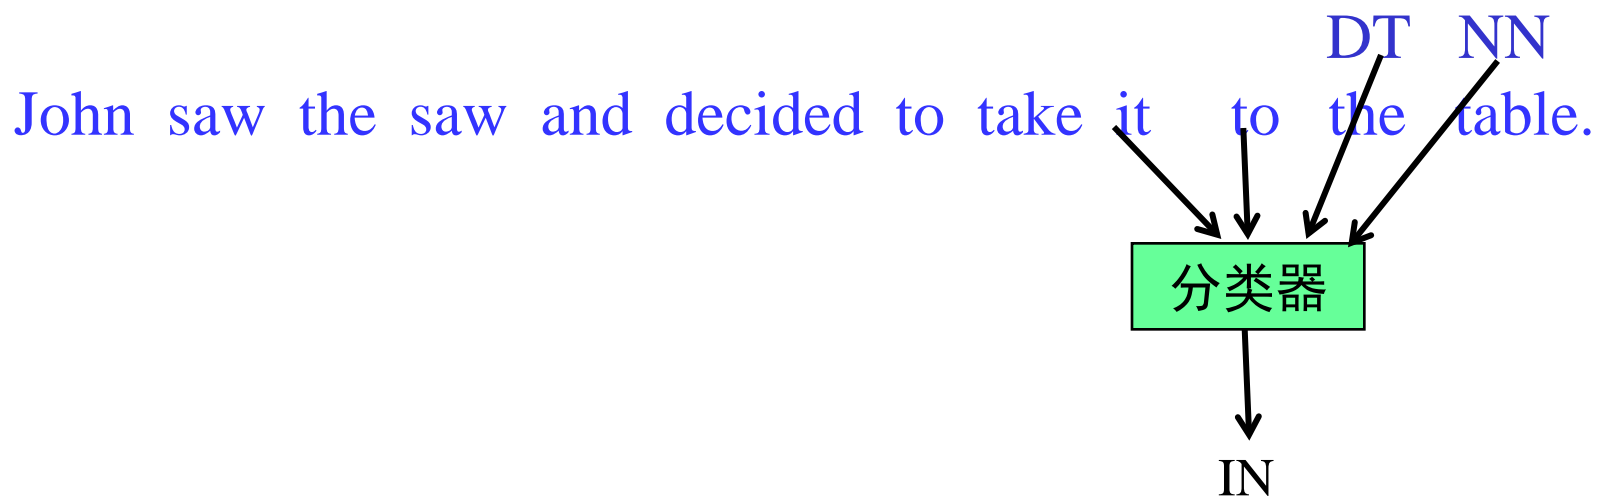 DT NN
John saw the saw and decided to take it to the table.
分类器
IN